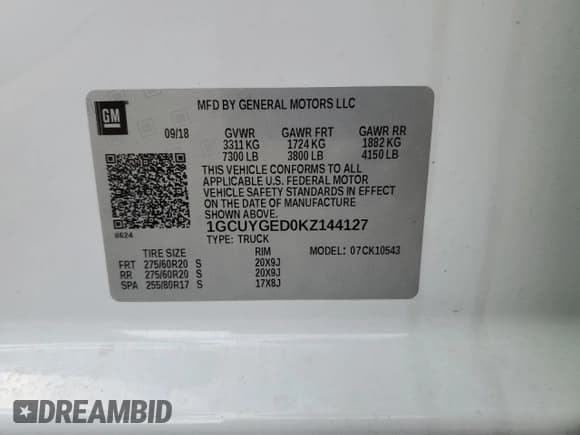 GM
MFD BY GENERAL MOTORS LLC
09/18 GVWR GAWR FRT GAWR RR
3311 KG 1724 KG 1882 KG
7300 LB 3800 LB 4150 LB
THIS VEHICLE CONFORMS TO ALL
APPLICABLE U.S. FEDERAL MOTOR
VEHICLE SAFETY STANDARDS IN EFFECT
ON THE DATE OF MANUFACTURE
SHOWN ABOVE.
1GCUYGED0KZ144127
6624
TYPE: TRUCK
TIRE SIZE RIM MODEL: 07CK10543
FRT 275/60R20 S 20X9J
RR 275/60R20 S 20X9J
SPA 255/80R17 S 17X8J
DREAMBID